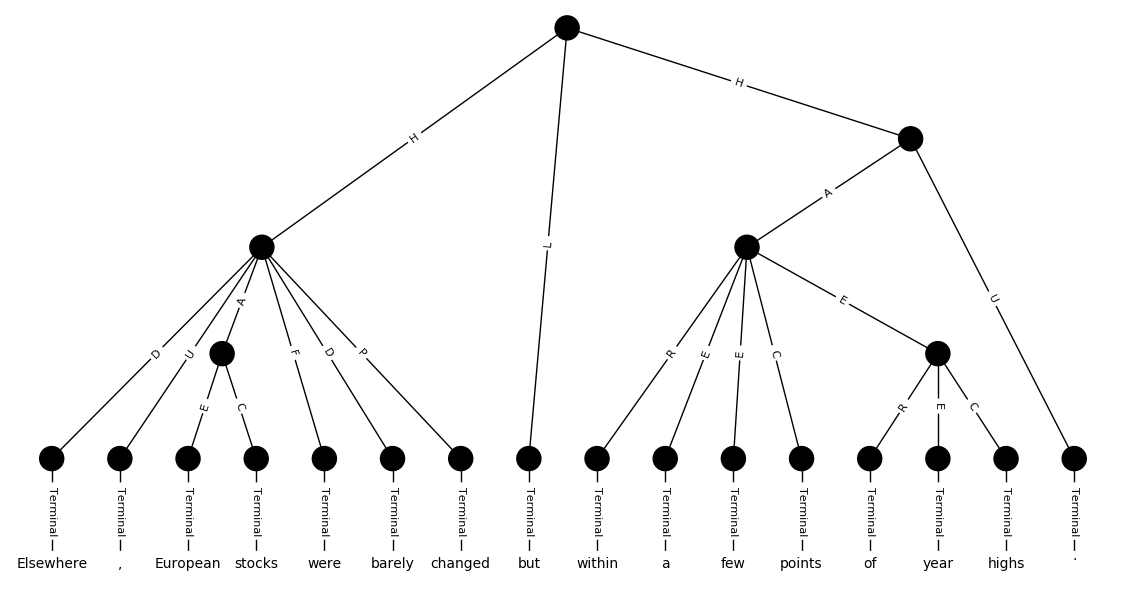 H
H
A
L
A
E
U
A
D
U
F
D
P
R
E
E
C
E
C
R
E
C
Terminal Terminal Terminal Terminal Terminal Terminal Terminal Terminal Terminal Terminal Terminal Terminal Terminal Terminal Terminal Terminal
Elsewhere , European stocks were barely changed but within a few points of year highs .